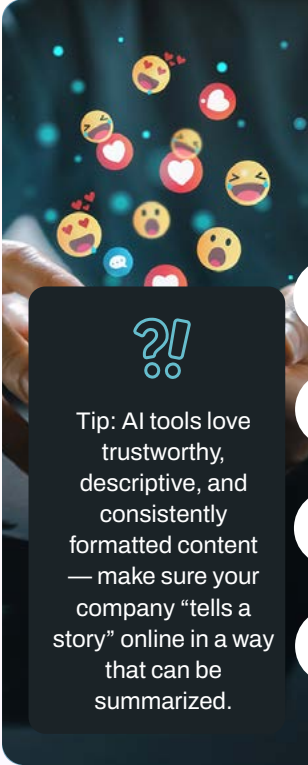 ?!
Tip: AI tools love
trustworthy,
descriptive, and
consistently
formatted content
— make sure your
company “tells a
story” online in a way
that can be
summarized.